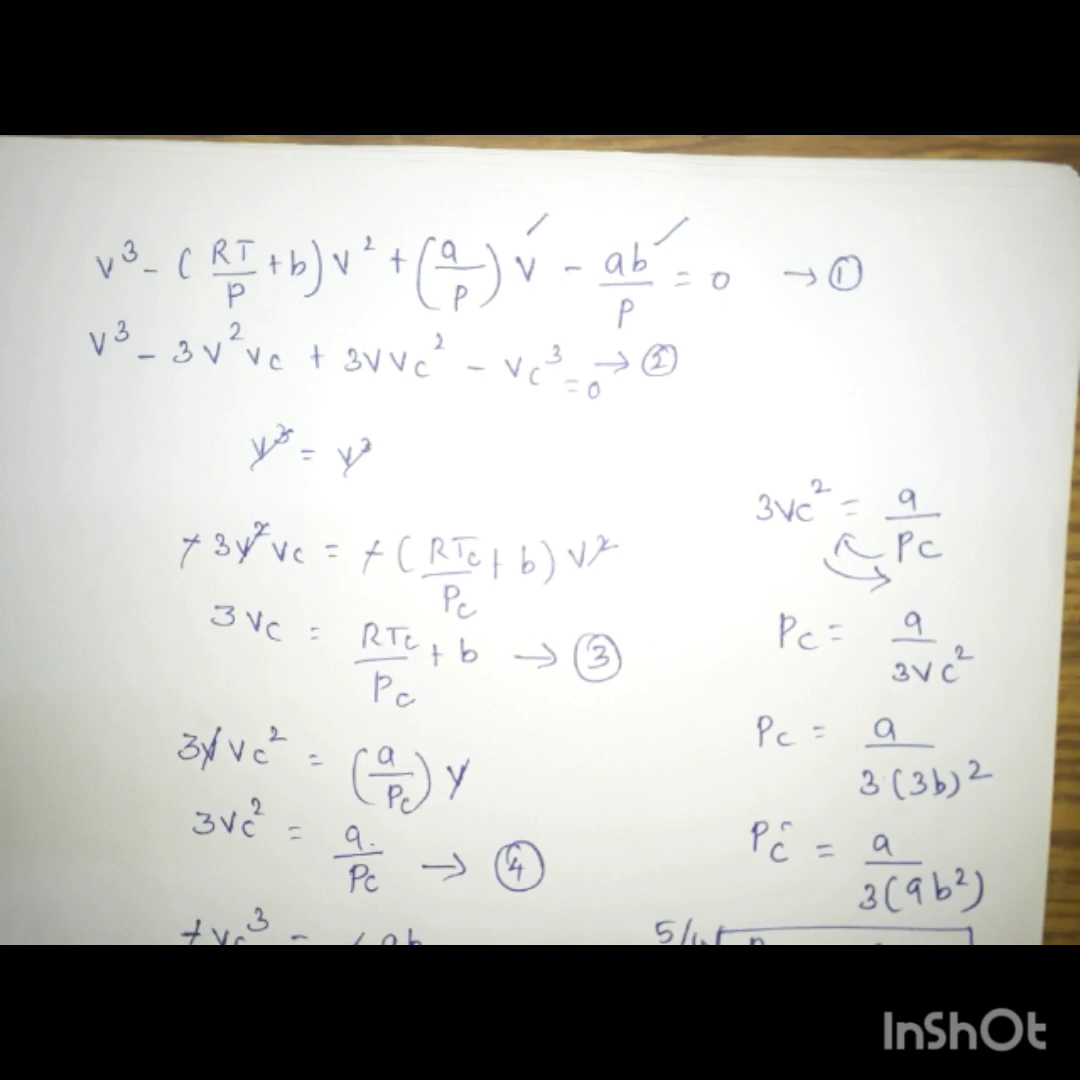 V³ - (RT/P + b) V² + (a/P) V - ab/P = 0 → ①
V³ - 3V²Vc + 3VVc² - Vc³ = 0 → ②
V³ = V³
-3V²Vc = -(RTc/Pc + b) V²
3Vc = RTc/Pc + b → ③
3VVc² = (a/Pc) V
3Vc² = a/Pc → ④
3Vc² = a/Pc
Pc = a/3Vc²
Pc = a/3(3b)²
Pc = a/3(9b²)
InShOt